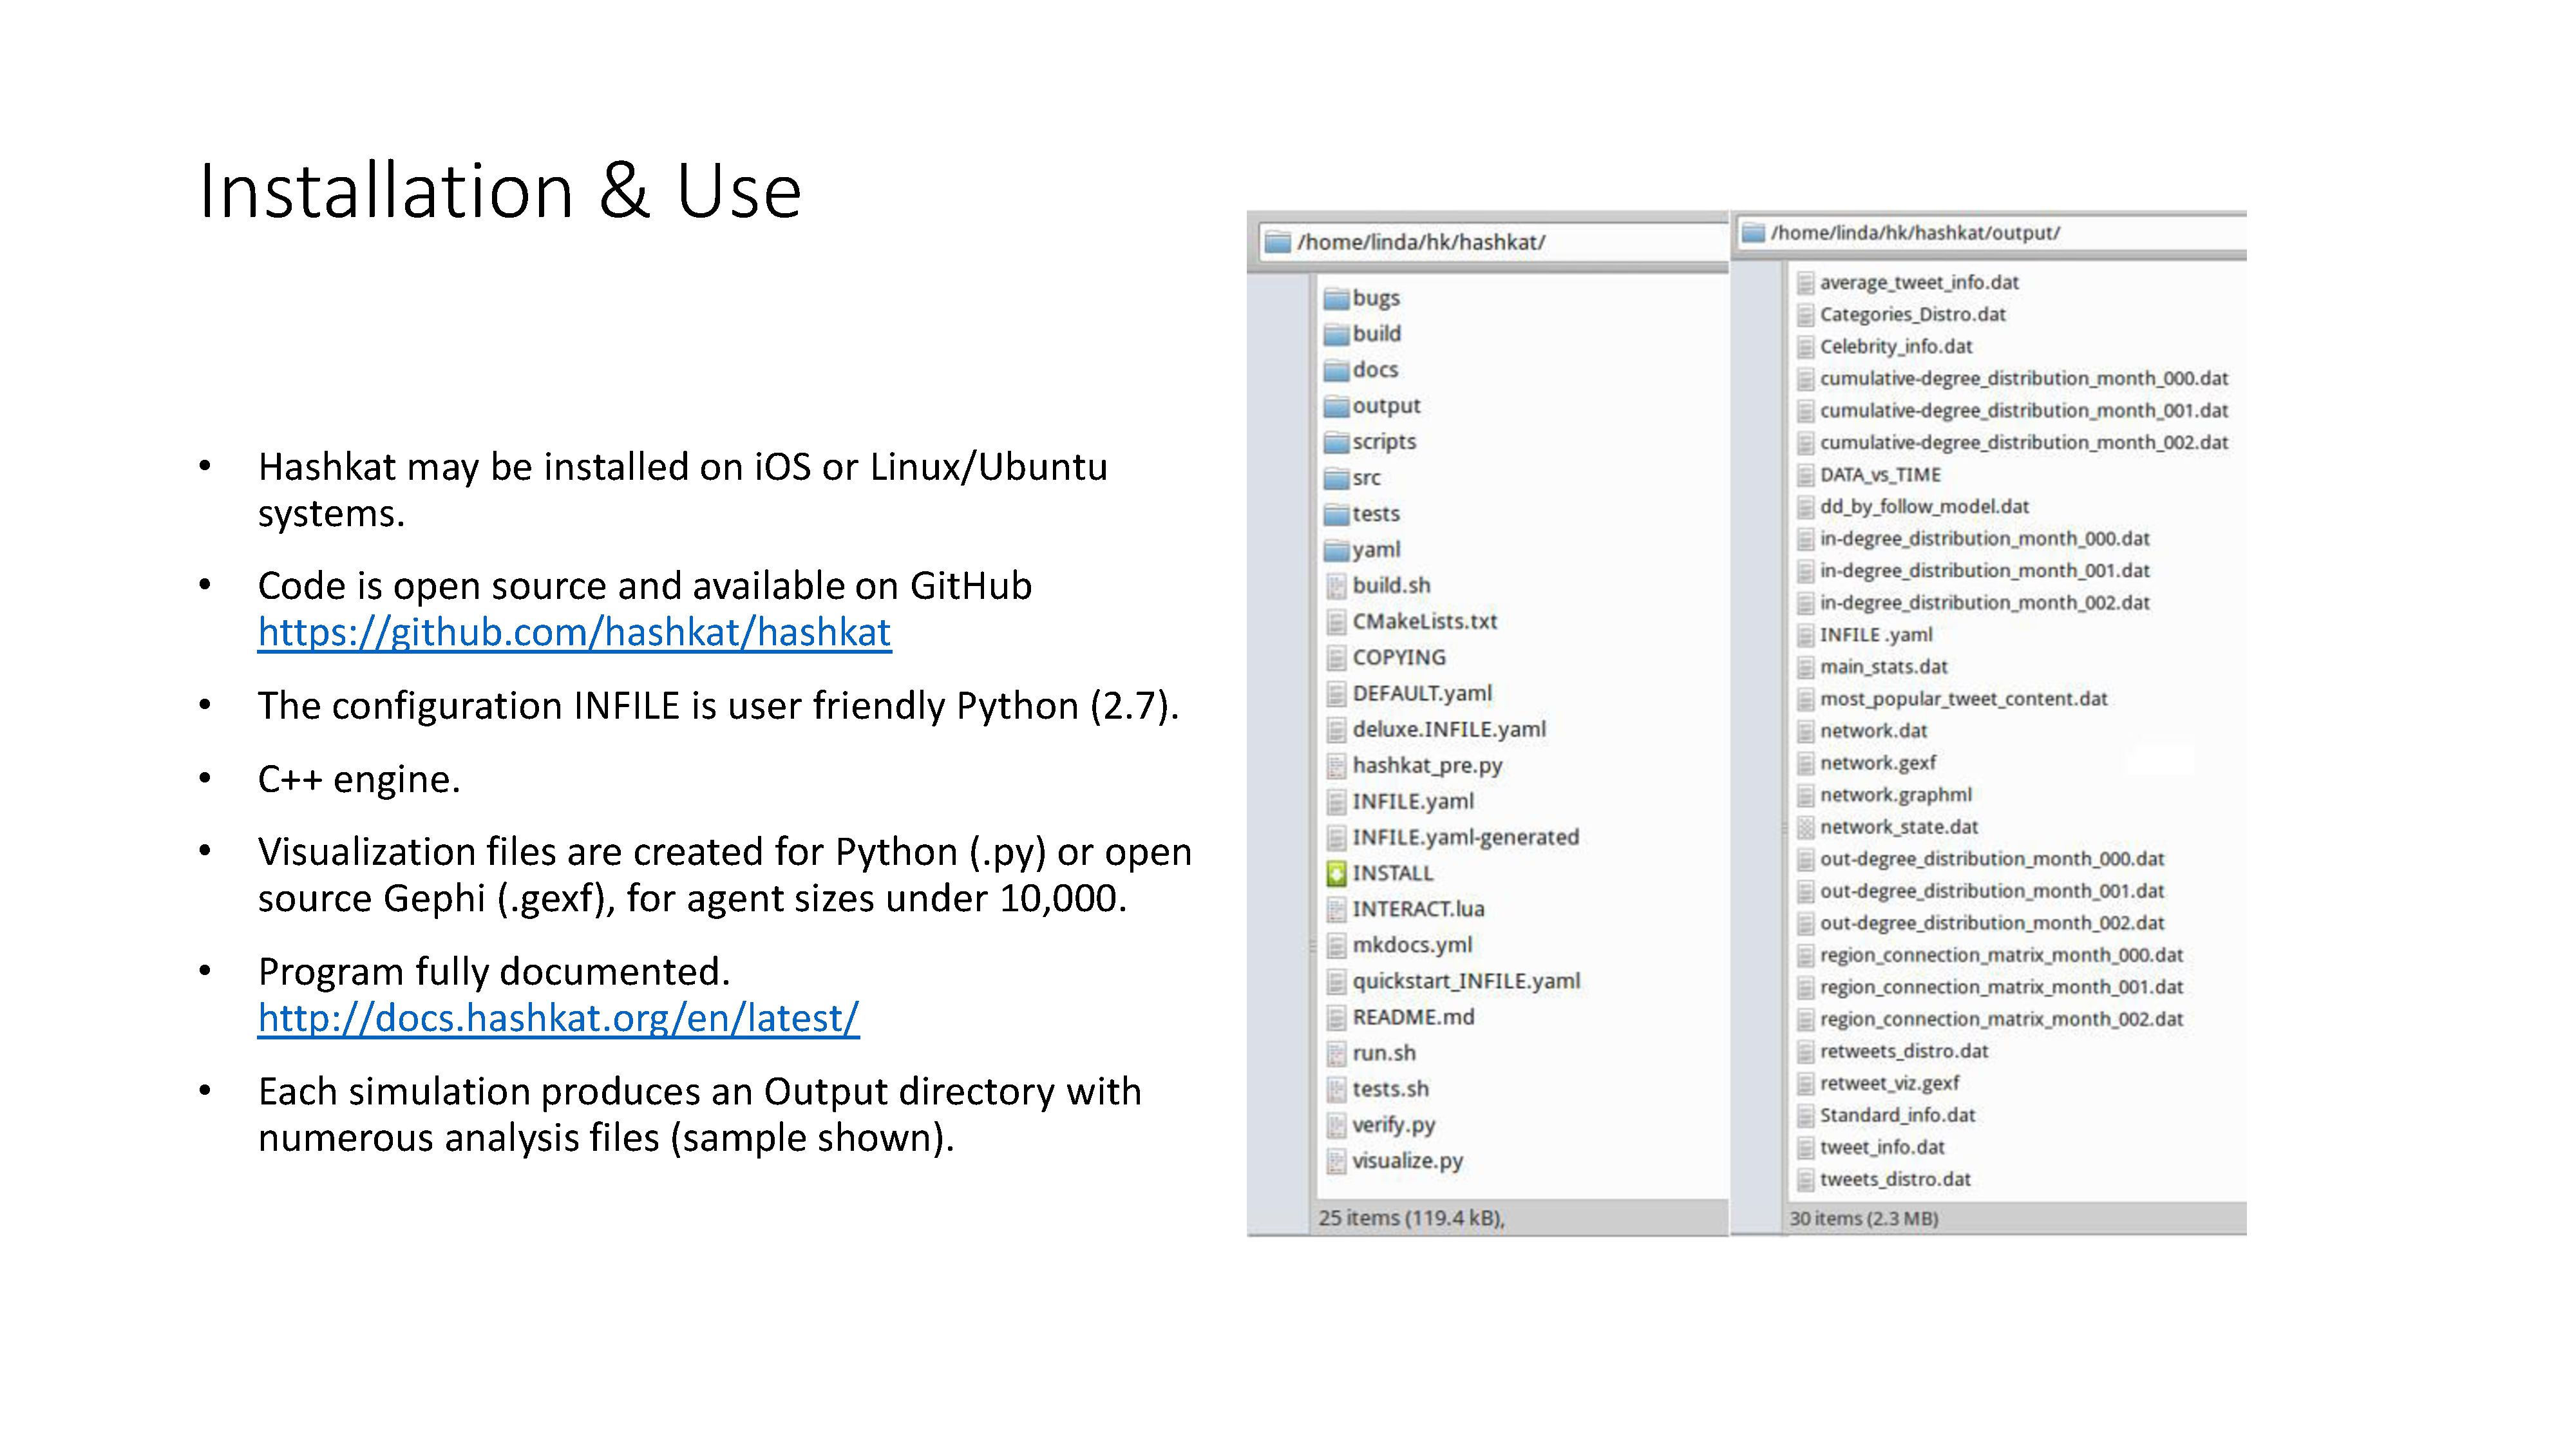 Installation & Use
• Hashkat may be installed on iOS or Linux/Ubuntu
systems.
• Code is open source and available on GitHub
https://github.com/hashkat/hashkat
• The configuration INFILE is user friendly Python (2.7).
• C++ engine.
• Visualization files are created for Python (.py) or open
source Gephi (.gexf), for agent sizes under 10,000.
• Program fully documented.
http://docs.hashkat.org/en/latest/
• Each simulation produces an Output directory with
numerous analysis files (sample shown).
/home/linda/hk/hashkat/
bugs
build
docs
output
scripts
src
tests
yaml
build.sh
CMakeLists.txt
COPYING
DEFAULT.yaml
deluxe.INFILE.yaml
hashkat_pre.py
INFILE.yaml
INFILE.yaml-generated
INSTALL
INTERACT.lua
mkdocs.yml
quickstart_INFILE.yaml
README.md
run.sh
tests.sh
verify.py
visualize.py
25 items (119.4 kB),
/home/linda/hk/hashkat/output/
average_tweet_info.dat
Categories_Distro.dat
Celebrity_info.dat
cumulative-degree_distribution_month_000.dat
cumulative-degree_distribution_month_001.dat
cumulative-degree_distribution_month_002.dat
DATA_vs_TIME
dd_by_follow_model.dat
in-degree_distribution_month_000.dat
in-degree_distribution_month_001.dat
in-degree_distribution_month_002.dat
INFILE .yaml
main_stats.dat
most_popular_tweet_content.dat
network.dat
network.gexf
network.graphml
network_state.dat
out-degree_distribution_month_000.dat
out-degree_distribution_month_001.dat
out-degree_distribution_month_002.dat
region_connection_matrix_month_000.dat
region_connection_matrix_month_001.dat
region_connection_matrix_month_002.dat
retweets_distro.dat
retweet_viz.gexf
Standard_info.dat
tweet_info.dat
tweets_distro.dat
30 items (2.3 MB)